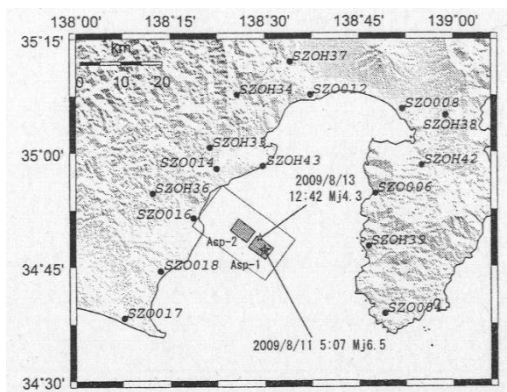 138°00' 138°15' 138°30' 138°45' 139°00'
35°15'
km
0 10 20
SZOH37
SZOH34
SZO012
SZO008
SZOH38
35°00'
SZOH33
SZO014
SZOH43
SZOH42
2009/8/13
12:42 Mj4.3
SZOH36
SZO006
SZO016
Asp-2
SZOH39
34°45'
SZO018
Asp-1
SZO017
2009/8/11 5:07 Mj6.5
34°30'